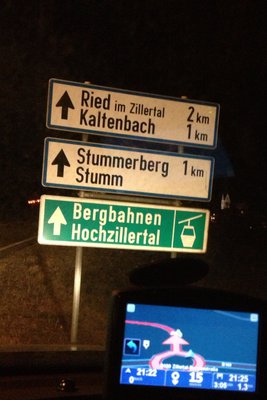 Ried im Zillertal 2 km
Kaltenbach 1 km
Stummerberg 1 km
Stumm
Bergbahnen
Hochzillertal
21:22 15 21:25